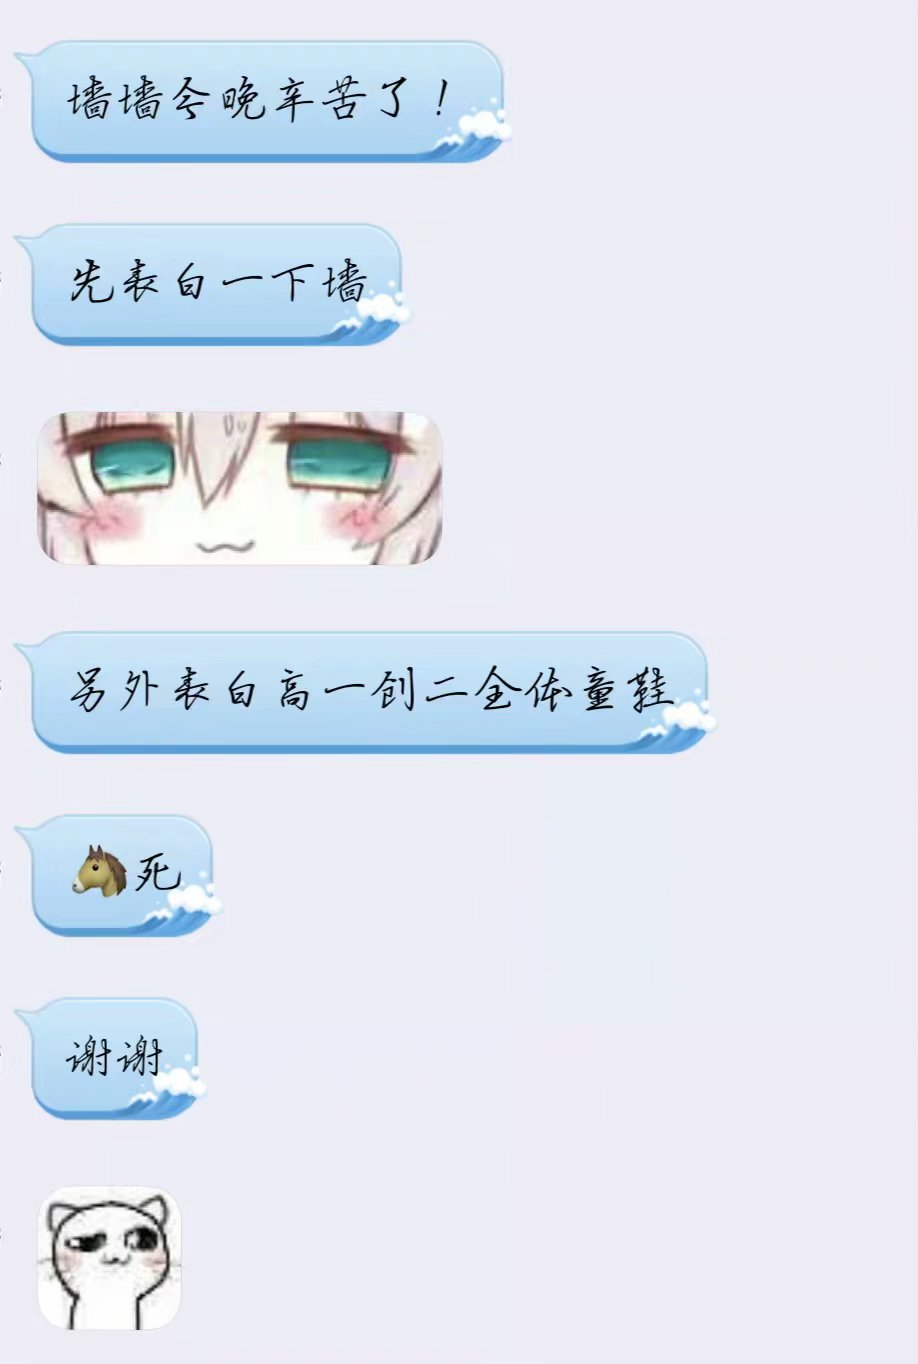 墙墙今晚辛苦了！
先表白一下墙
另外表白高一创二全体童鞋
🐴死
谢谢